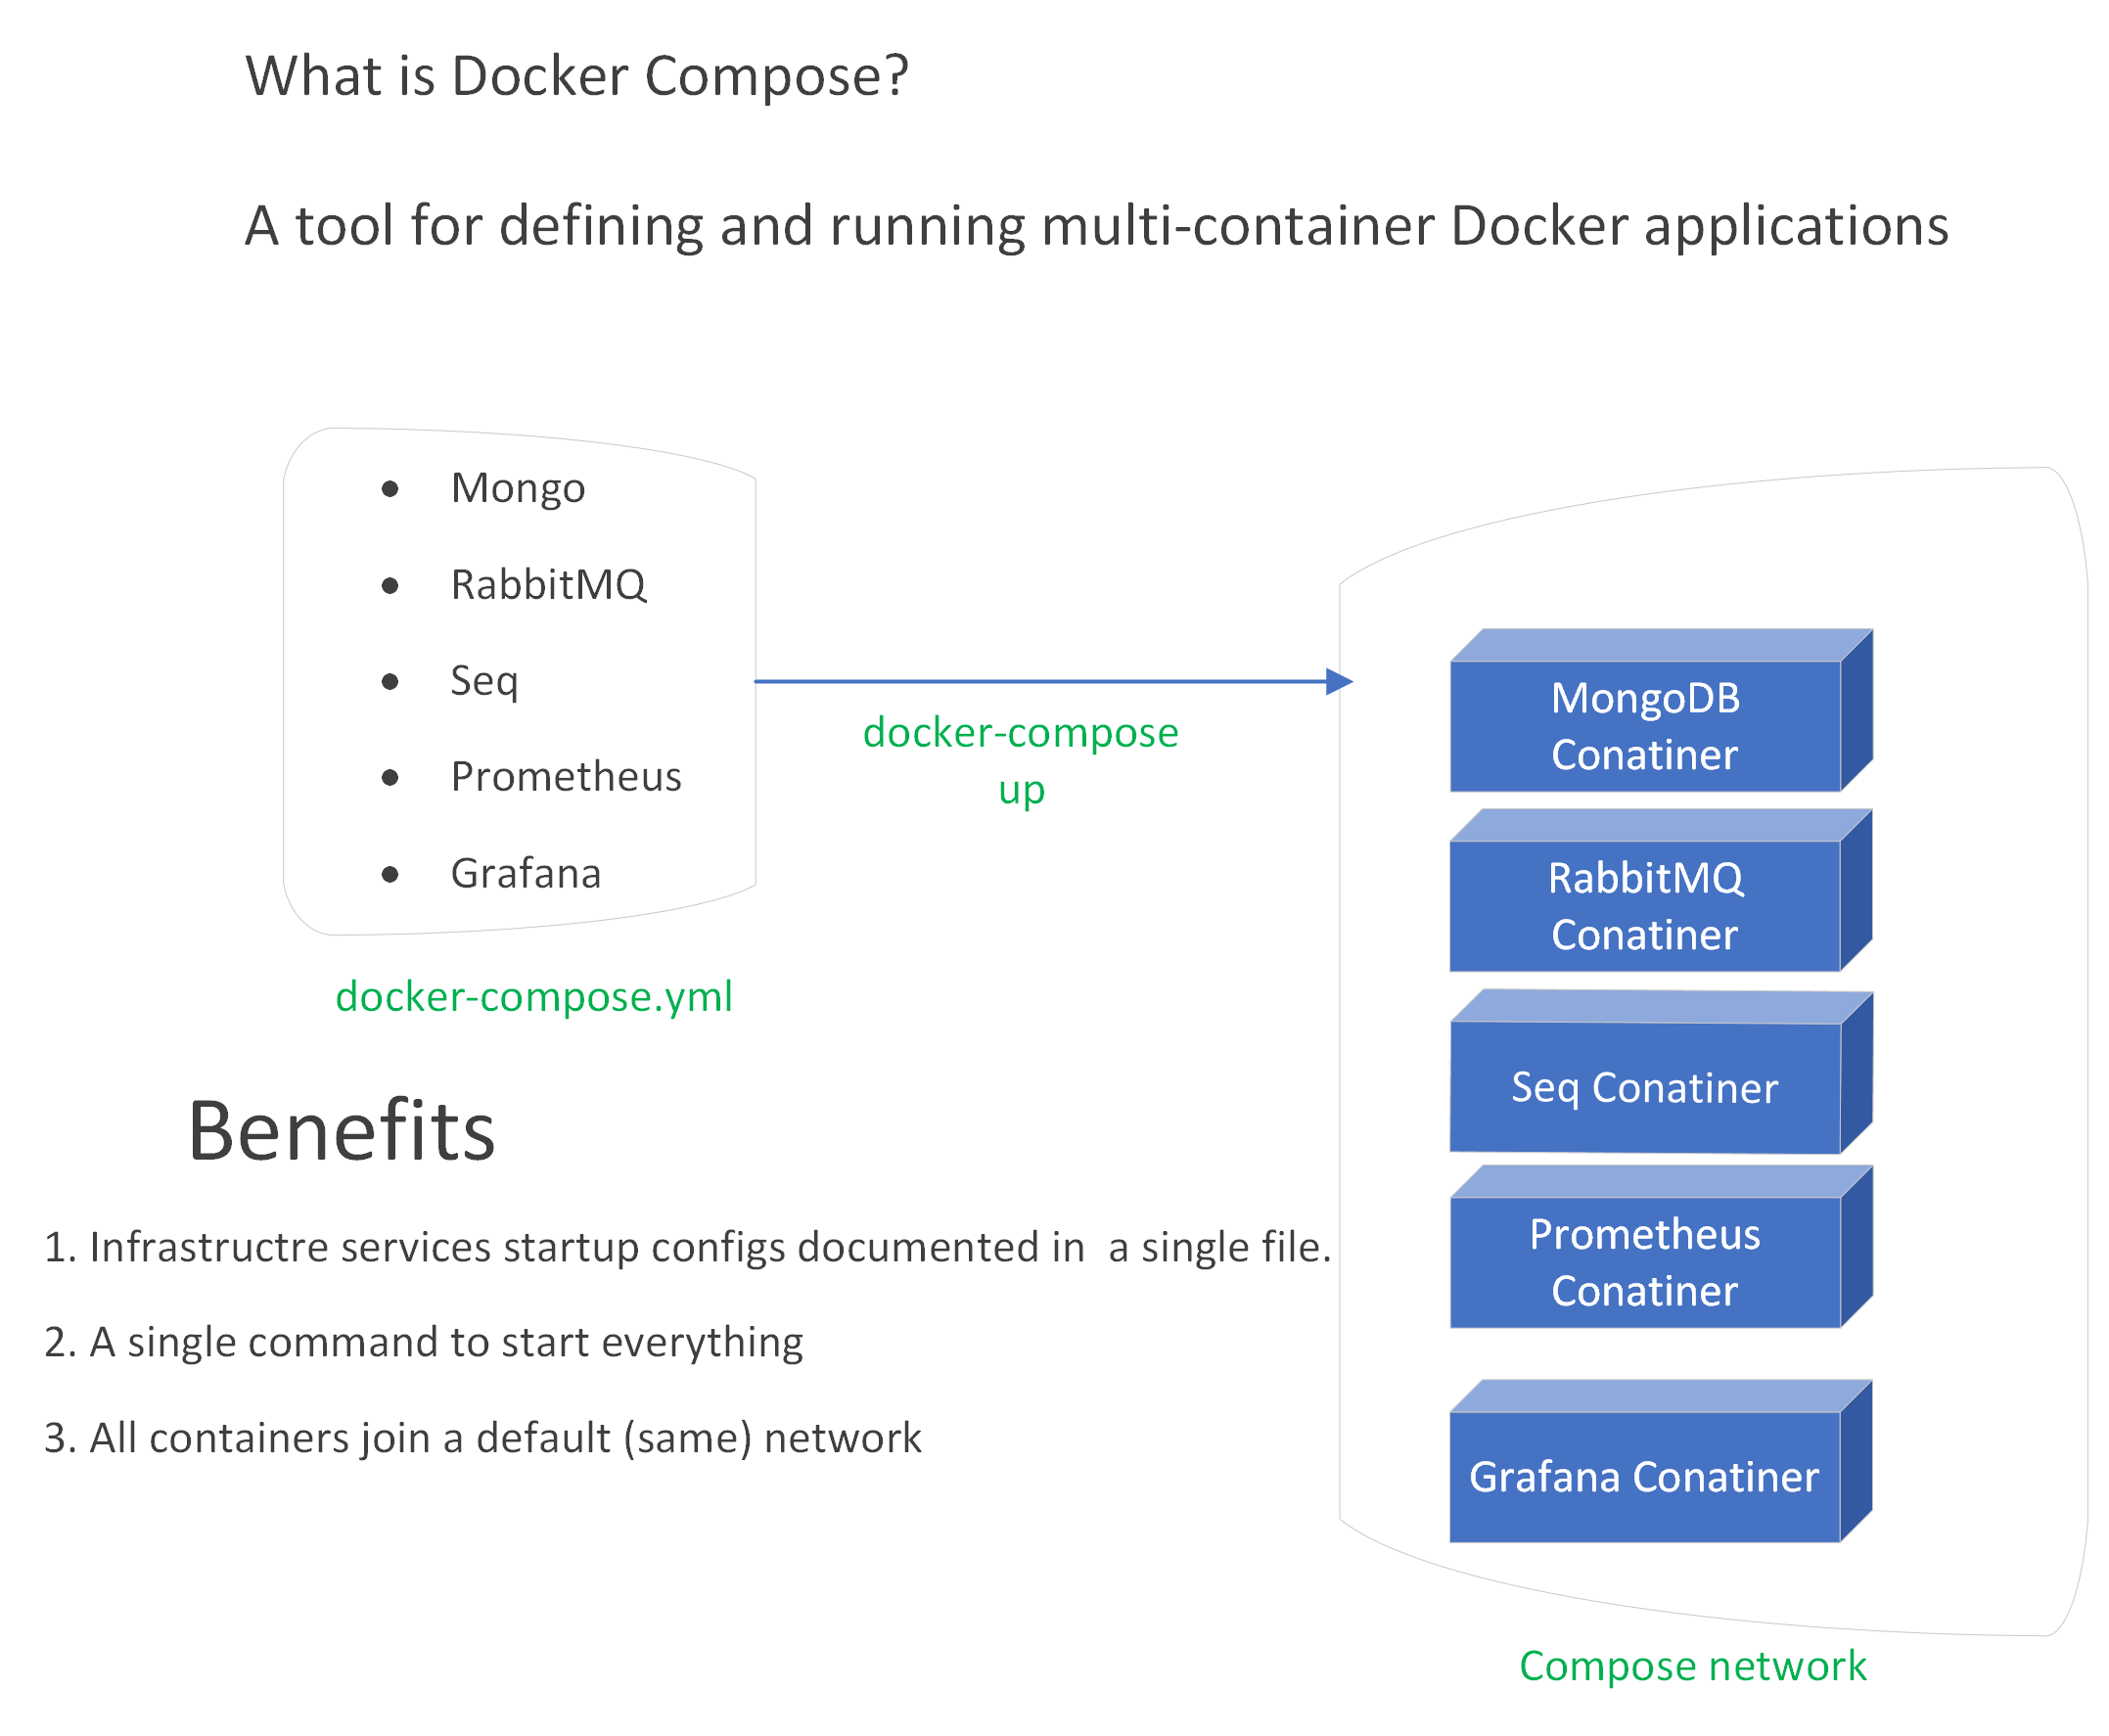 What is Docker Compose?
A tool for defining and running multi-container Docker applications
• Mongo
• RabbitMQ
• Seq
• Prometheus
• Grafana
docker-compose.yml
docker-compose
up
MongoDB
Conatiner
RabbitMQ
Conatiner
Seq Conatiner
Prometheus
Conatiner
Grafana Conatiner
Compose network
Benefits
1. Infrastructre services startup configs documented in  a single file.
2. A single command to start everything
3. All containers join a default (same) network